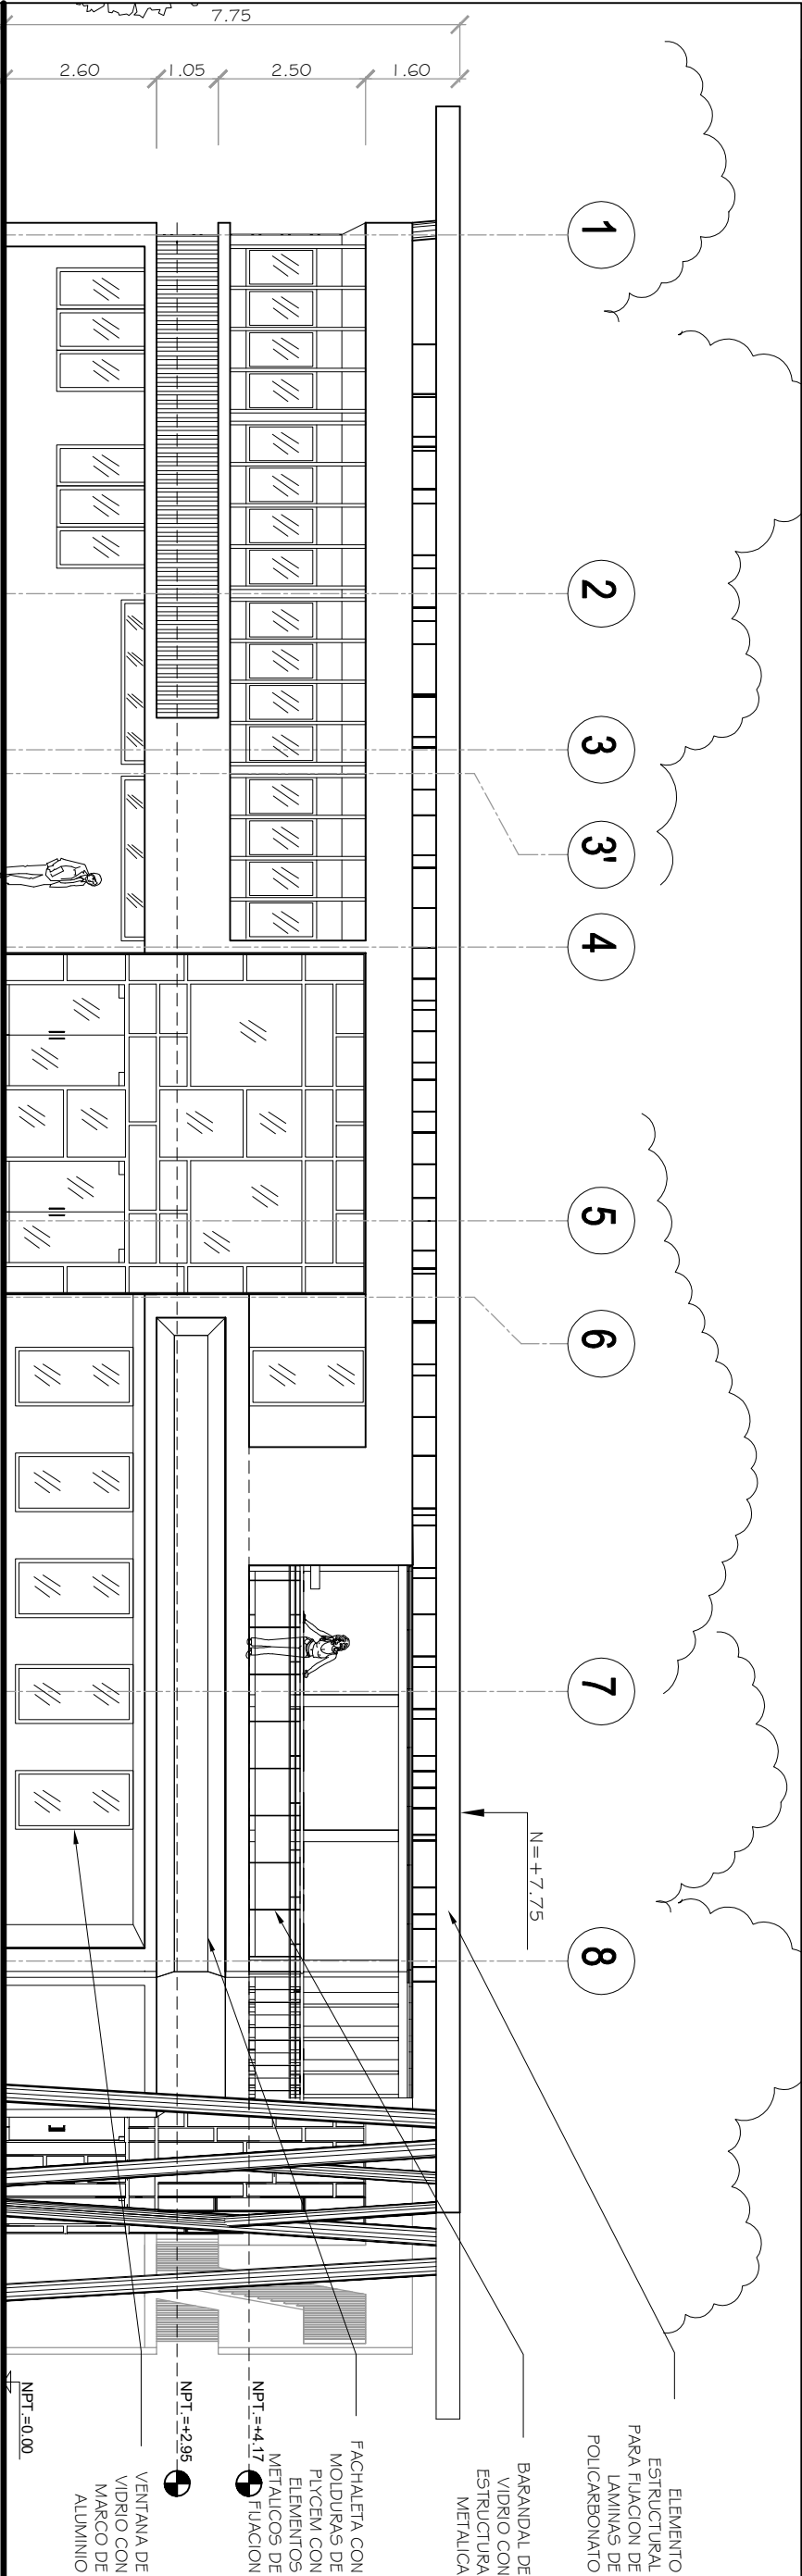 7.75
2.60
1.05
2.50
1.60
1
2
3
3'
4
5
6
7
8
N=+7.75
ELEMENTO
ESTRUCTURAL
PARA FIJACION DE
LAMINAS DE
POLICARBONATO
BARANDAL DE
VIDRIO CON
ESTRUCTURA
METALICA
FACHALETA CON
MOLDURAS DE
PLYCEM CON
ELEMENTOS
METALICOS DE
FIJACION
NPT.=+4.17
NPT.=+2.95
VENTANA DE
VIDRIO CON
MARCO DE
ALUMINIO
NPT.=0.00